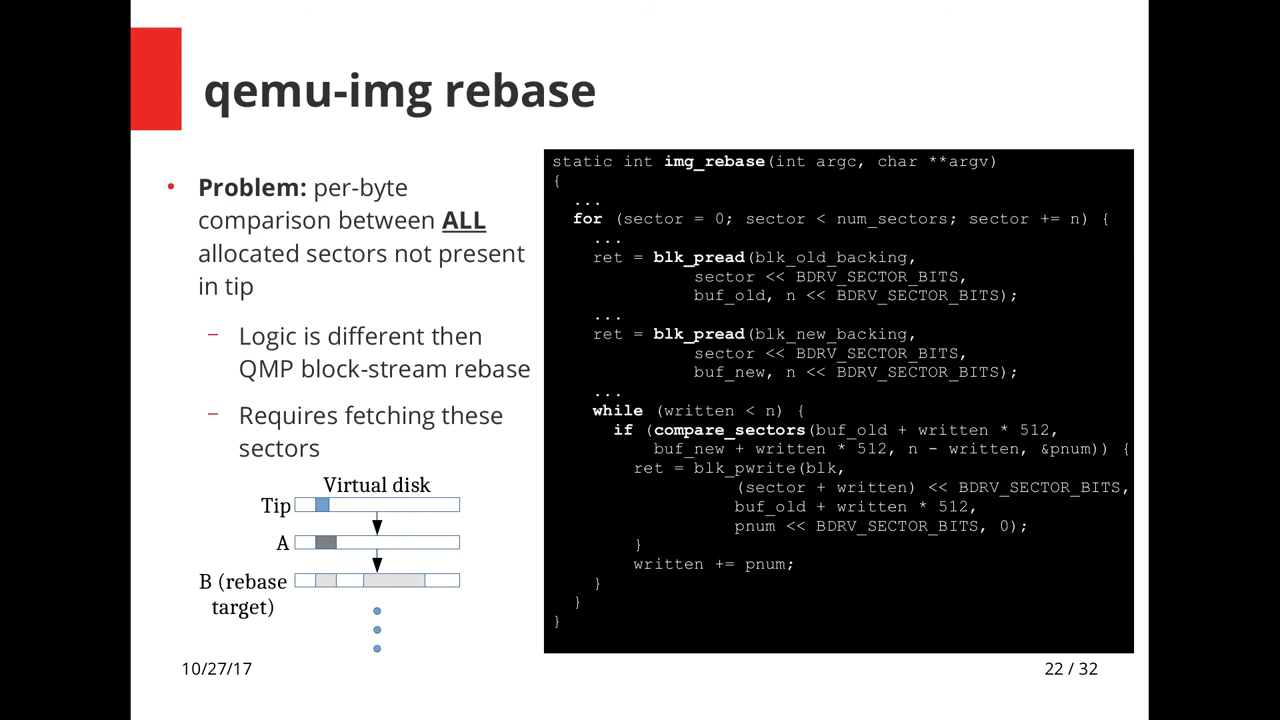 qemu-img rebase
• Problem: per-byte
comparison between ALL
allocated sectors not present
in tip
– Logic is different then
QMP block-stream rebase
– Requires fetching these
sectors
Virtual disk
Tip
A
B (rebase
target)
static int img_rebase(int argc, char **argv)
{
...
for (sector = 0; sector < num_sectors; sector += n) {
...
ret = blk_pread(blk_old_backing,
sector << BDRV_SECTOR_BITS,
buf_old, n << BDRV_SECTOR_BITS);
...
ret = blk_pread(blk_new_backing,
sector << BDRV_SECTOR_BITS,
buf_new, n << BDRV_SECTOR_BITS);
...
while (written < n) {
if (compare_sectors(buf_old + written * 512,
buf_new + written * 512, n - written, &pnum)) {
ret = blk_pwrite(blk,
(sector + written) << BDRV_SECTOR_BITS,
buf_old + written * 512,
pnum << BDRV_SECTOR_BITS, 0);
}
written += pnum;
}
}
}
10/27/17
22 / 32